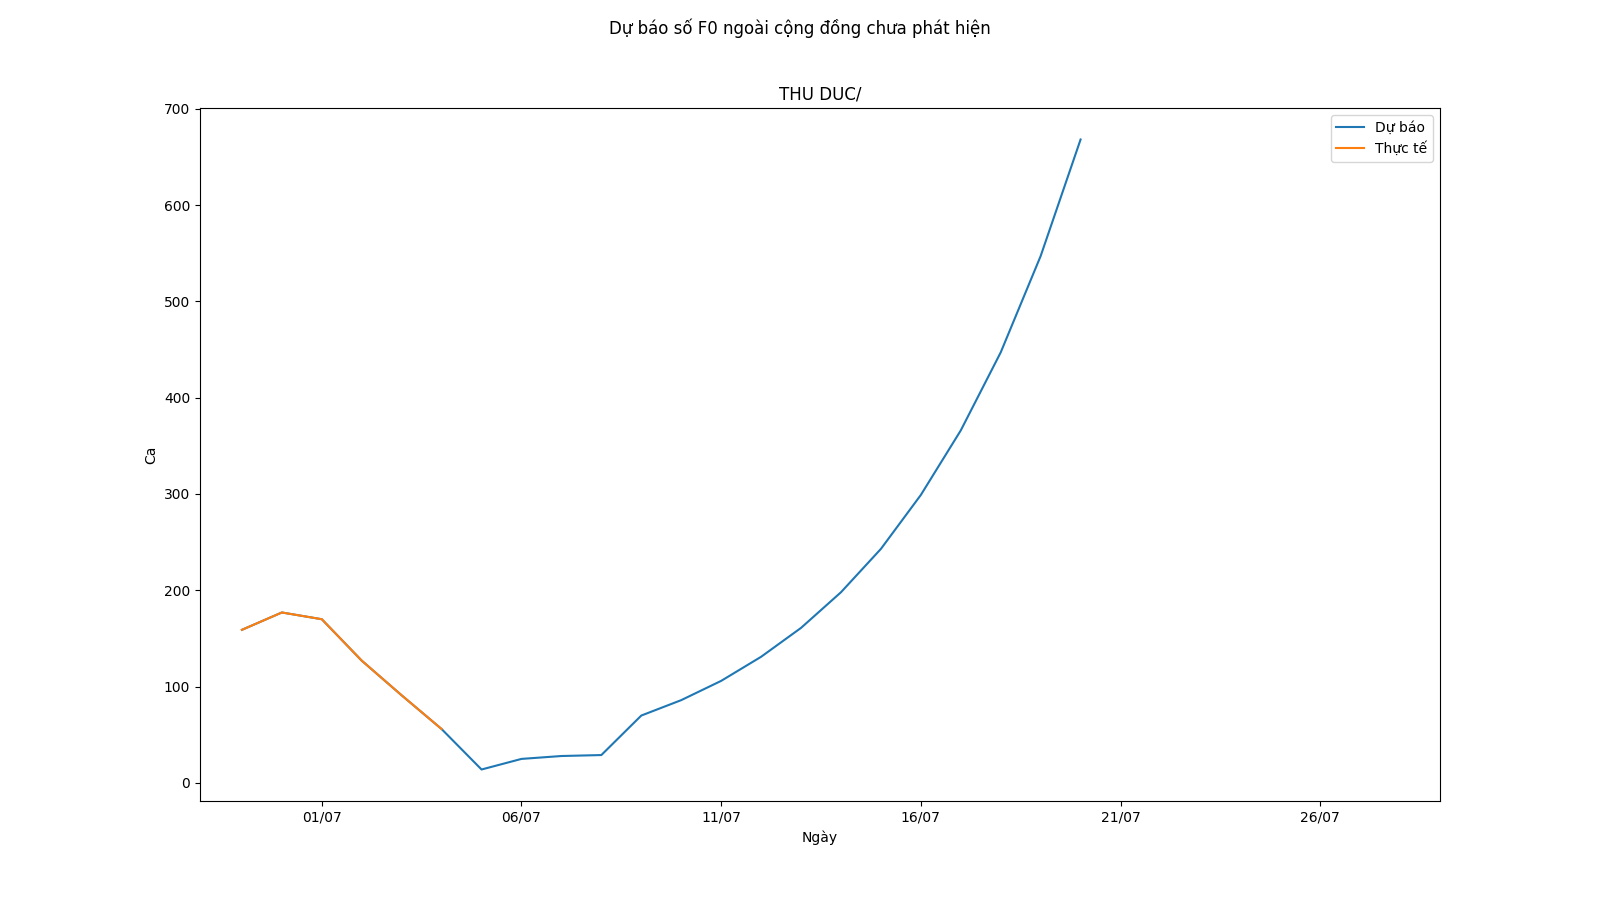 Dự báo số F0 ngoài cộng đồng chưa phát hiện
THU DUC/
700
600
500
400
300
200
100
0
Ca
Dự báo
Thực tế
01/07
06/07
11/07
16/07
21/07
26/07
Ngày